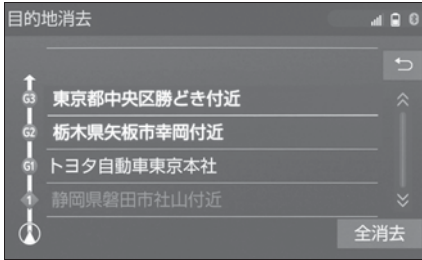 目的地消去
G3 東京都中央区勝どき付近
G2 栃木県矢板市幸岡付近
G1 トヨタ自動車東京本社
1 静岡県磐田市社山付近
全消去